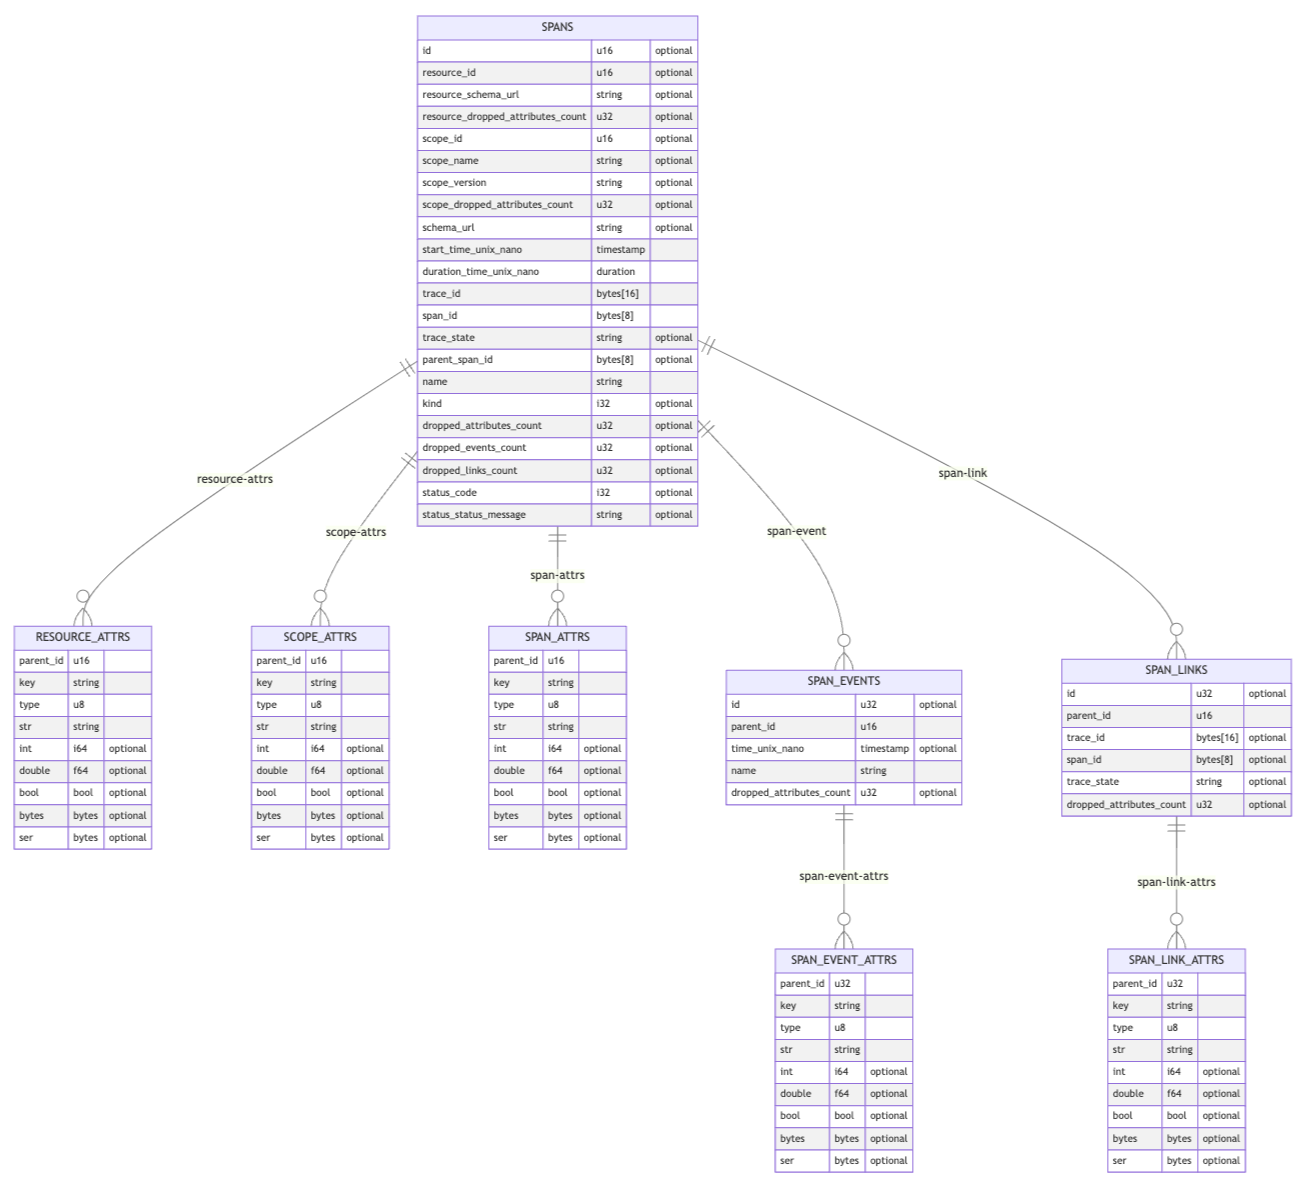 SPANS
id u16 optional
resource_id u16 optional
resource_schema_url string optional
resource_dropped_attributes_count u32 optional
scope_id u16 optional
scope_name string optional
scope_version string optional
scope_dropped_attributes_count u32 optional
schema_url string optional
start_time_unix_nano timestamp
duration_time_unix_nano duration
trace_id bytes[16]
span_id bytes[8]
trace_state string optional
parent_span_id bytes[8] optional
name string
kind i32 optional
dropped_attributes_count u32 optional
dropped_events_count u32 optional
dropped_links_count u32 optional
status_code i32 optional
status_status_message string optional
resource-attrs
scope-attrs
span-attrs
span-event
span-link
RESOURCE_ATTRS
parent_id u16
key string
type u8
str string
int i64 optional
double f64 optional
bool bool optional
bytes bytes optional
ser bytes optional
SCOPE_ATTRS
parent_id u16
key string
type u8
str string
int i64 optional
double f64 optional
bool bool optional
bytes bytes optional
ser bytes optional
SPAN_ATTRS
parent_id u16
key string
type u8
str string
int i64 optional
double f64 optional
bool bool optional
bytes bytes optional
ser bytes optional
SPAN_EVENTS
id u32 optional
parent_id u16
time_unix_nano timestamp optional
name string
dropped_attributes_count u32 optional
SPAN_LINKS
id u32 optional
parent_id u16
trace_id bytes[16] optional
span_id bytes[8] optional
trace_state string optional
dropped_attributes_count u32 optional
span-event-attrs
span-link-attrs
SPAN_EVENT_ATTRS
parent_id u32
key string
type u8
str string
int i64 optional
double f64 optional
bool bool optional
bytes bytes optional
ser bytes optional
SPAN_LINK_ATTRS
parent_id u32
key string
type u8
str string
int i64 optional
double f64 optional
bool bool optional
bytes bytes optional
ser bytes optional